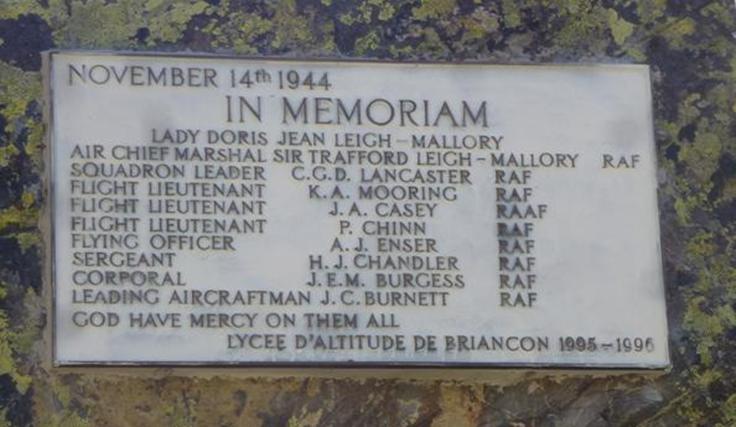 NOVEMBER 14th 1944
IN MEMORIAM
LADY DORIS JEAN LEIGH-MALLORY
AIR CHIEF MARSHAL SIR TRAFFORD LEIGH-MALLORY RAF
SQUADRON LEADER C.G.D. LANCASTER RAF
FLIGHT LIEUTENANT K.A. MOORING RAF
FLIGHT LIEUTENANT J.A. CASEY RAAF
FLIGHT LIEUTENANT P. CHINN RAF
FLYING OFFICER A.J. ENSER RAF
SERGEANT H.J. CHANDLER RAF
CORPORAL J.E.M. BURGESS RAF
LEADING AIRCRAFTMAN J.C. BURNETT RAF
GOD HAVE MERCY ON THEM ALL
LYCEE D'ALTITUDE DE BRIANCON 1995-1996